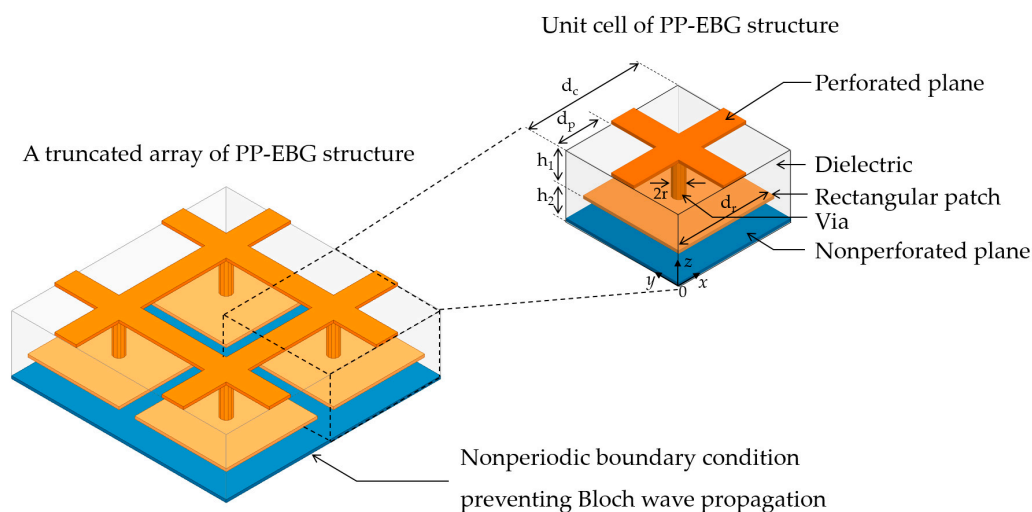 Unit cell of PP-EBG structure
d_c
Perforated plane
d_p
A truncated array of PP-EBG structure
h_1
Dielectric
2r
h_2
d_r
Rectangular patch
Via
Nonperforated plane
z
y
x
0
Nonperiodic boundary condition
preventing Bloch wave propagation